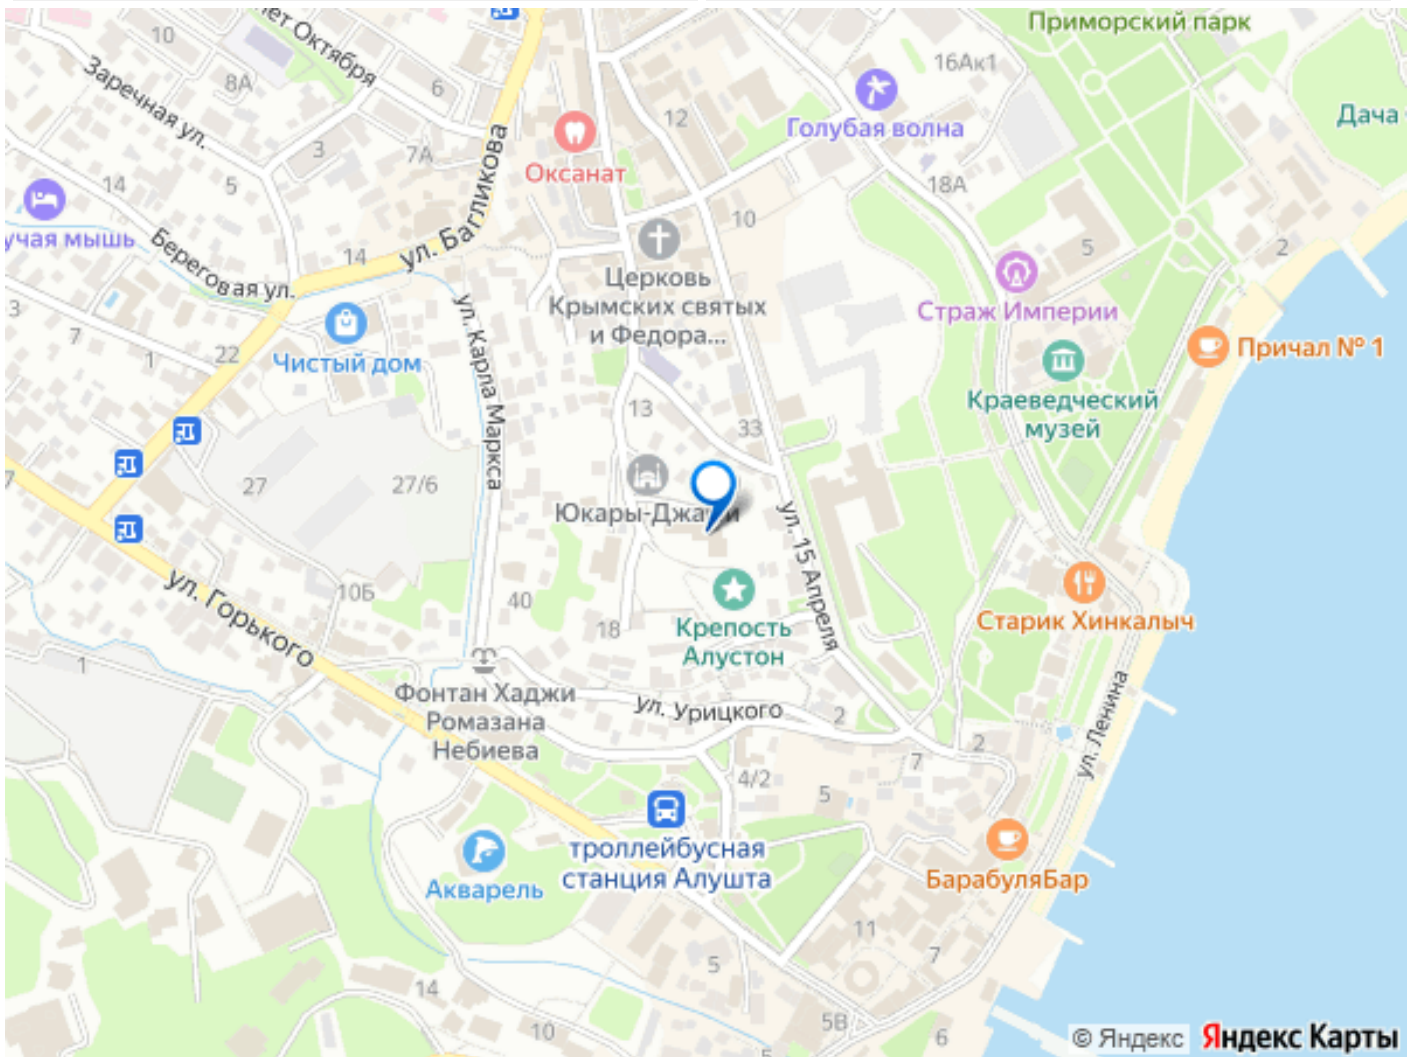 Приморский парк
лет Октября
10
16Ак1
8А
6
Заречная ул.
12
Дача
Голубая волна
3
7А
Оксанат
14
5
18А
ул. Багликова
10
учая мышь
Береговая ул.
14
5
2
Церковь
Крымских святых
и Федора...
3
7
1
22
Страж Империи
Чистый дом
ул. Карла Маркса
Причал № 1
Краеведческий
музей
13
33
7
27
27/6
Юкары-Джами
ул. 15 Апреля
ул. Горького
10Б
40
18
Старик Хинкалыч
Крепость
Алустон
1
Фонтан Хаджи
Ромазана
Небиева
ул. Урицкого
2
2
7
ул. Ленина
4/2
5
троллейбусная
станция Алушта
Акварель
БарабуляБар
11
7
5
14
10
5В
6
© Яндекс Яндекс Карты